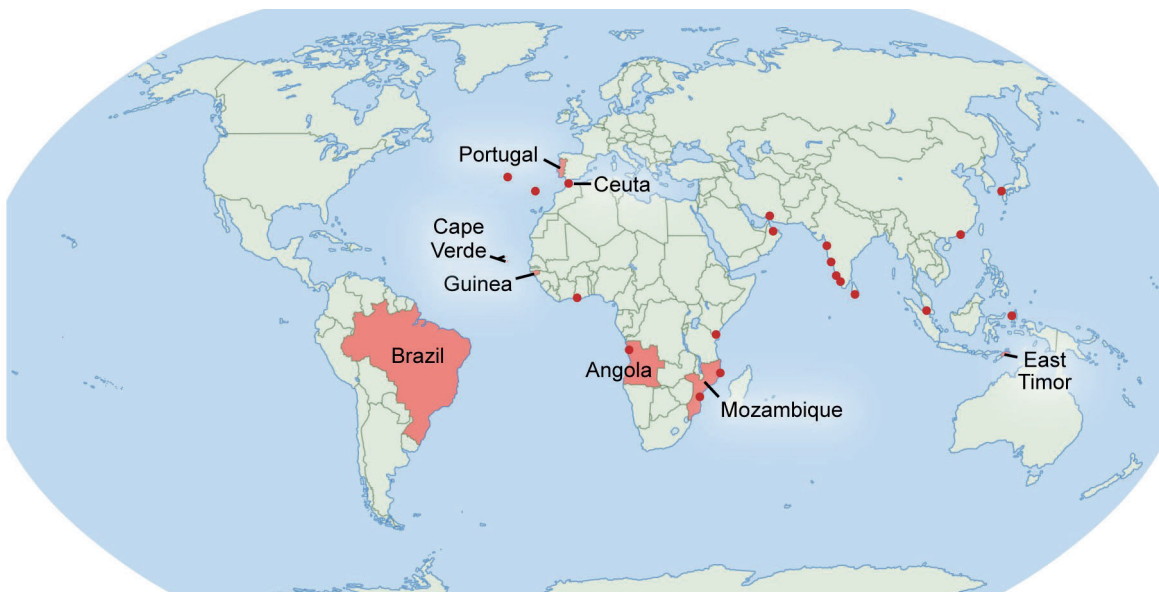 Portugal
Ceuta
Cape
Verde
Guinea
Brazil
Angola
Mozambique
East
Timor